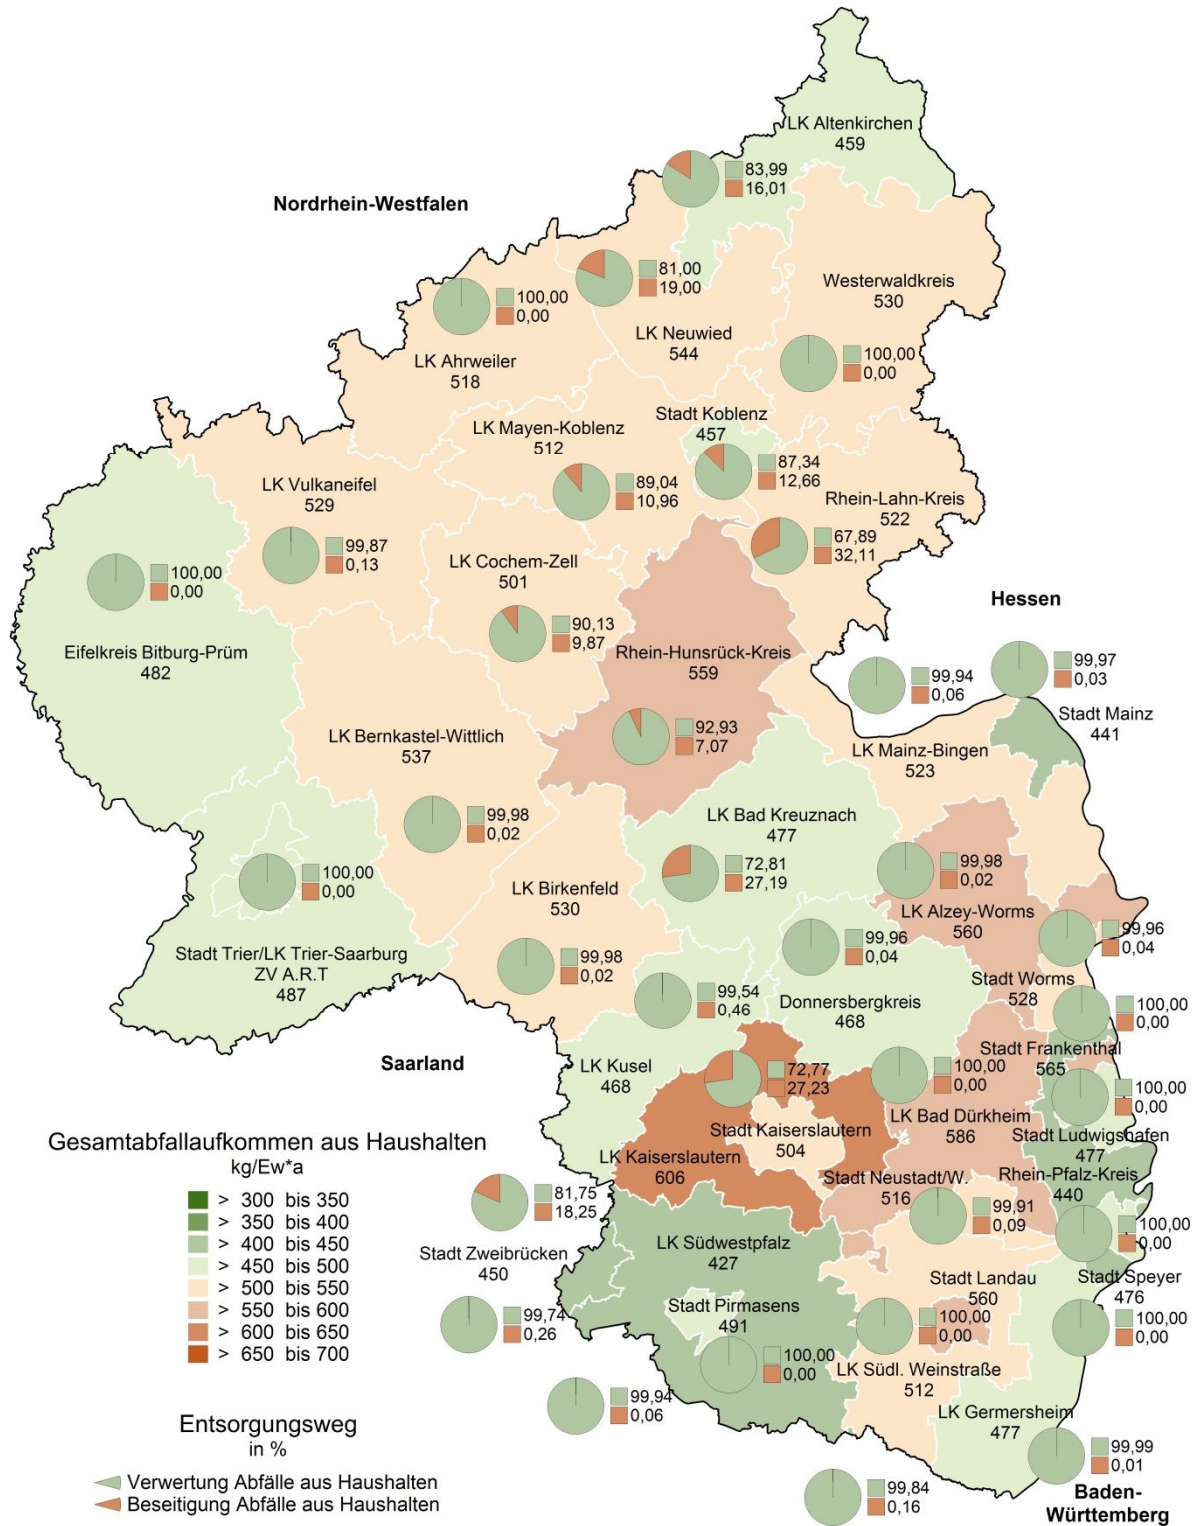 LK Altenkirchen
459
83,99
16,01
Nordrhein-Westfalen
81,00
19,00
Westerwaldkreis
530
100,00
0,00
LK Neuwied
544
100,00
0,00
LK Ahrweiler
518
Stadt Koblenz
457
LK Mayen-Koblenz
512
87,34
12,66
89,04
10,96
Rhein-Lahn-Kreis
522
67,89
32,11
LK Vulkaneifel
529
99,87
0,13
LK Cochem-Zell
501
90,13
9,87
100,00
0,00
Eifelkreis Bitburg-Prüm
482
Hessen
Rhein-Hunsrück-Kreis
559
92,93
7,07
99,94
0,06
99,97
0,03
Stadt Mainz
441
LK Mainz-Bingen
523
LK Bernkastel-Wittlich
537
99,98
0,02
LK Bad Kreuznach
477
72,81
27,19
99,98
0,02
LK Alzey-Worms
560
100,00
0,00
LK Birkenfeld
530
99,98
0,02
Stadt Trier/LK Trier-Saarburg
ZV A.R.T
487
99,96
0,04
99,96
0,04
Stadt Worms
528
99,54
0,46
Donnersbergkreis
468
100,00
0,00
Stadt Frankenthal
565
Saarland
LK Kusel
468
72,77
27,23
100,00
0,00
LK Bad Dürkheim
586
100,00
0,00
Stadt Ludwigshafen
477
Stadt Kaiserslautern
504
LK Kaiserslautern
606
Stadt Neustadt/W.
516
Rhein-Pfalz-Kreis
440
99,91
0,09
100,00
0,00
81,75
18,25
Stadt Zweibrücken
450
LK Südwestpfalz
427
Stadt Landau
560
Stadt Speyer
476
99,74
0,26
Stadt Pirmasens
491
100,00
0,00
100,00
0,00
100,00
0,00
LK Südl. Weinstraße
512
99,94
0,06
LK Germersheim
477
99,99
0,01
99,84
0,16
Baden-
Württemberg
Gesamtabfallaufkommen aus Haushalten
kg/Ew*a
> 300 bis 350
> 350 bis 400
> 400 bis 450
> 450 bis 500
> 500 bis 550
> 550 bis 600
> 600 bis 650
> 650 bis 700
Entsorgungsweg
in %
Verwertung Abfälle aus Haushalten
Beseitigung Abfälle aus Haushalten